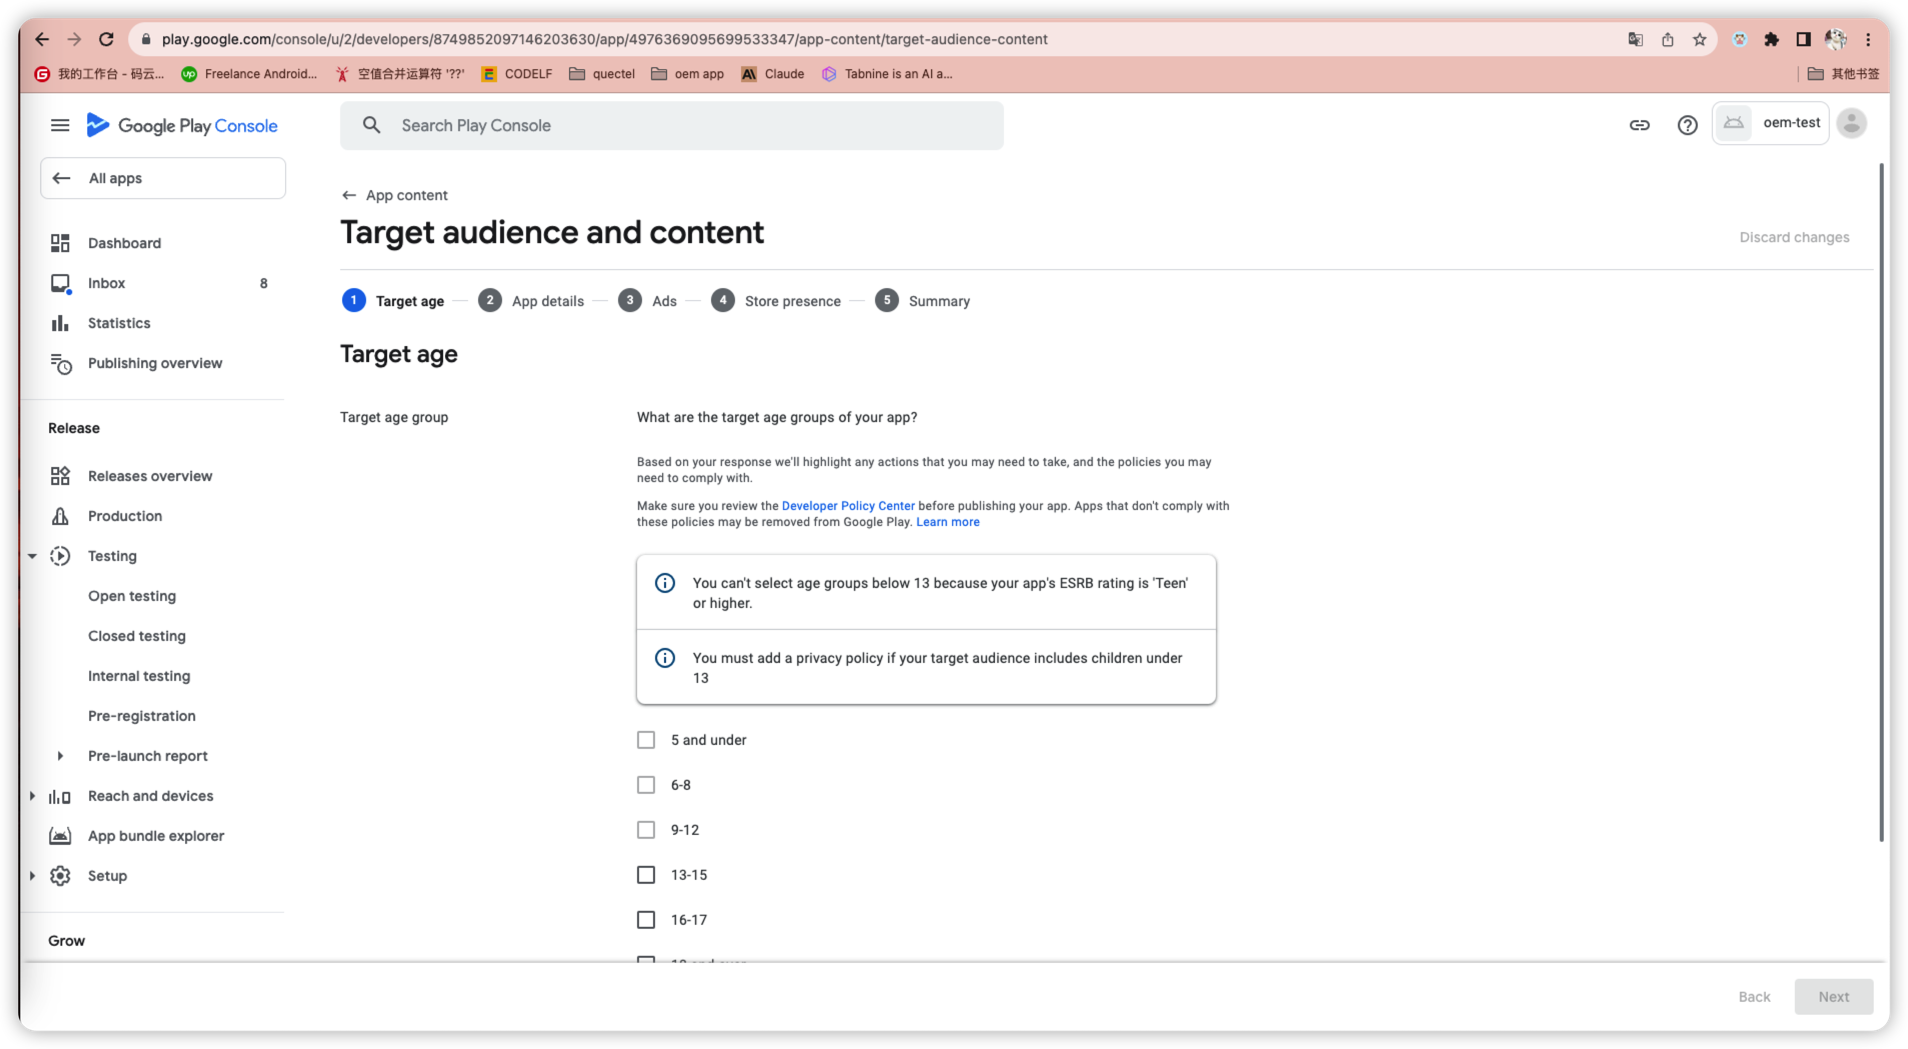 play.google.com/console/u/2/developers/8749852097146203630/app/4976369095699533347/app-content/target-audience-content
我的工作台 - 码云...
Freelance Android...
空值合并运算符 '??'
CODELF
quectel
oem app
Claude
Tabnine is an AI a...
其他书签
Google Play Console
Search Play Console
oem-test
All apps
Dashboard
Inbox 8
Statistics
Publishing overview
Release
Releases overview
Production
Testing
Open testing
Closed testing
Internal testing
Pre-registration
Pre-launch report
Reach and devices
App bundle explorer
Setup
Grow
App content
Target audience and content
Discard changes
1 Target age
2 App details
3 Ads
4 Store presence
5 Summary
Target age
Target age group
What are the target age groups of your app?
Based on your response we'll highlight any actions that you may need to take, and the policies you may
need to comply with.
Make sure you review the Developer Policy Center before publishing your app. Apps that don't comply with
these policies may be removed from Google Play. Learn more
You can't select age groups below 13 because your app's ESRB rating is 'Teen'
or higher.
You must add a privacy policy if your target audience includes children under
13
5 and under
6-8
9-12
13-15
16-17
Back
Next